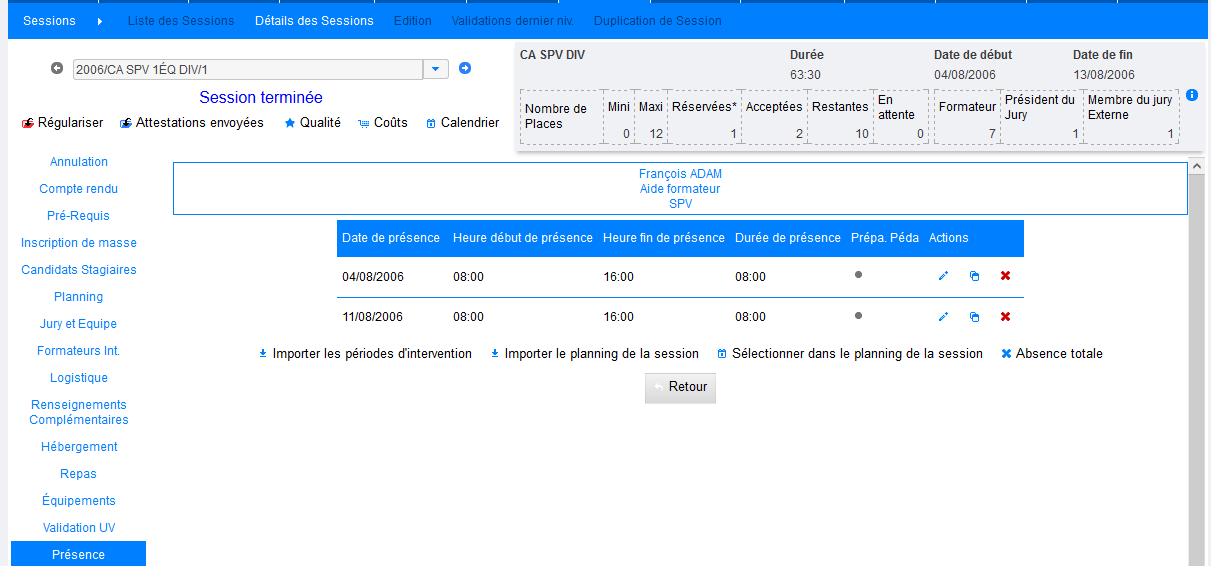 Sessions Liste des Sessions Détails des Sessions Edition Validations dernier niv. Duplication de Session
2006/CA SPV 1ÉQ DIV/1
Session terminée
Régulariser Attestations envoyées Qualité Coûts Calendrier
CA SPV DIV Durée Date de début Date de fin
63:30 04/08/2006 13/08/2006
Nombre de Places Mini Maxi Réservées* Acceptées Restantes En attente Formateur Président du Jury Membre du jury Externe
0 12 1 2 10 0 7 1 1
Annulation
Compte rendu
Pré-Requis
Inscription de masse
Candidats Stagiaires
Planning
Jury et Equipe
Formateurs Int.
Logistique
Renseignements
Complémentaires
Hébergement
Repas
Équipements
Validation UV
Présence
François ADAM
Aide formateur
SPV
Date de présence Heure début de présence Heure fin de présence Durée de présence Prépa. Péda Actions
04/08/2006 08:00 16:00 08:00
11/08/2006 08:00 16:00 08:00
Importer les périodes d'intervention Importer le planning de la session Sélectionner dans le planning de la session Absence totale
Retour